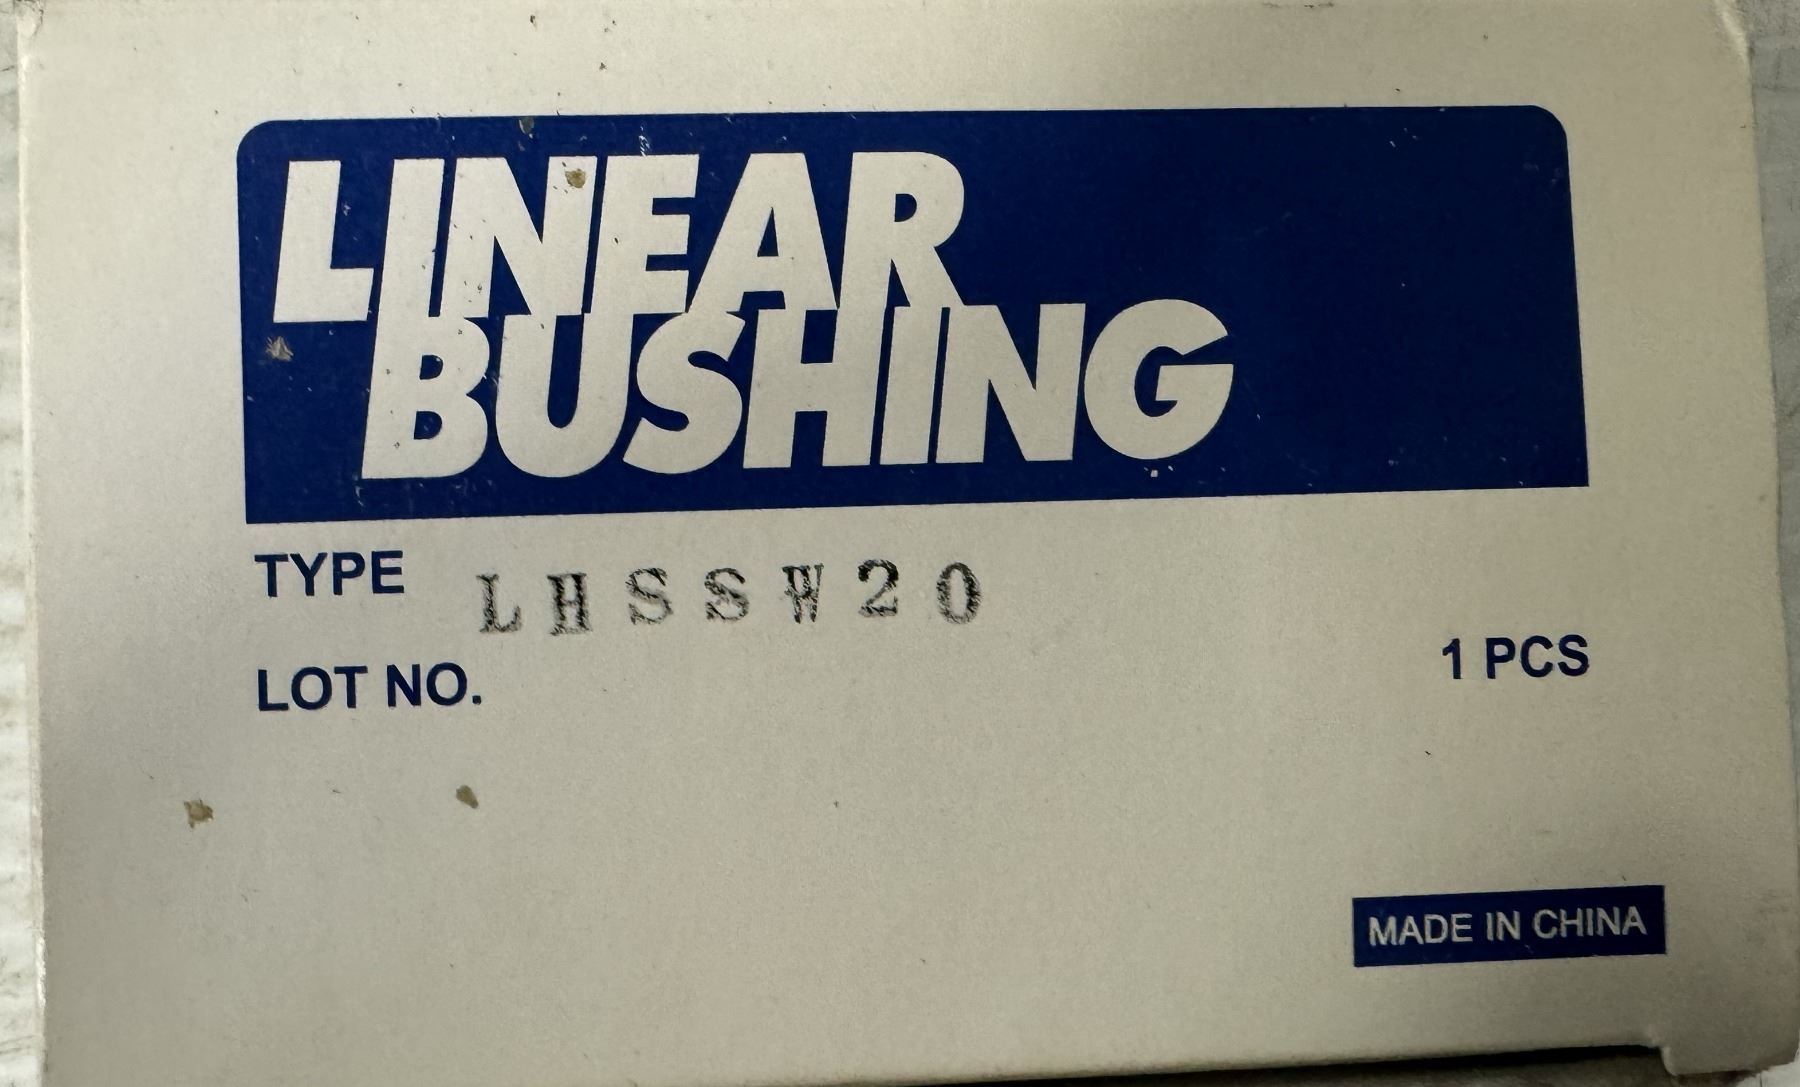 LINEAR
BUSHING
TYPE LHSSW20
LOT NO.
1 PCS
MADE IN CHINA